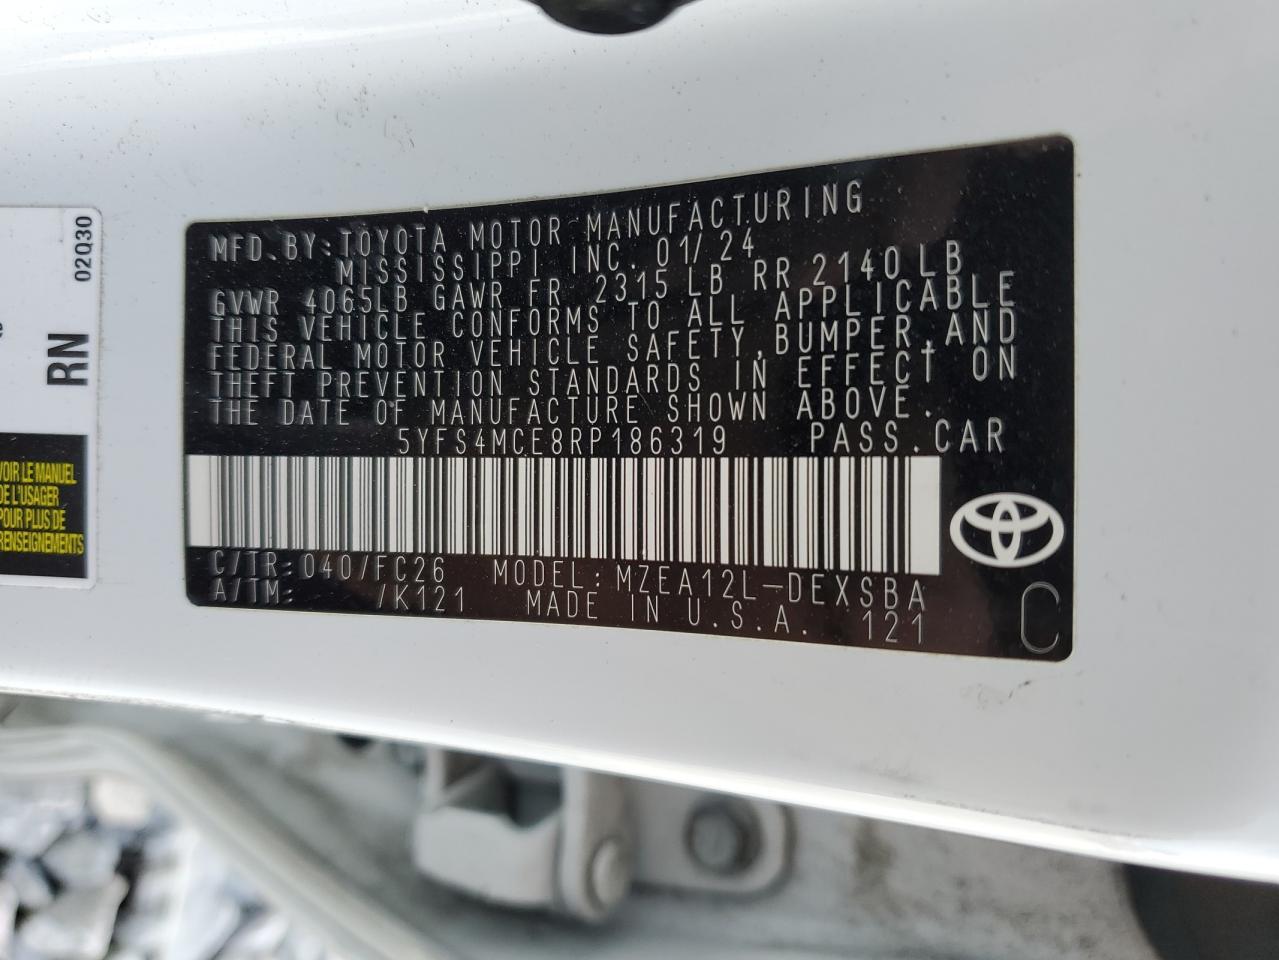 MFD. BY: TOYOTA MOTOR MANUFACTURING
MISSISSIPPI INC. 01/24
GVWR 4065LB GAWR FR 2315 LB RR 2140 LB
THIS VEHICLE CONFORMS TO ALL APPLICABLE
FEDERAL MOTOR VEHICLE SAFETY, BUMPER, AND
THEFT PREVENTION STANDARDS IN EFFECT ON
THE DATE OF MANUFACTURE SHOWN ABOVE.
5YFS4MCE8RP186319 PASS. CAR
C/TR: 040/FC26 MODEL: MZEA12L-DEXSBA
A/TM: /K121 MADE IN U.S.A. 121
C
02Q30
RN
VOIR LE MANUEL
DE L'USAGER
POUR PLUS DE
RENSEIGNEMENTS